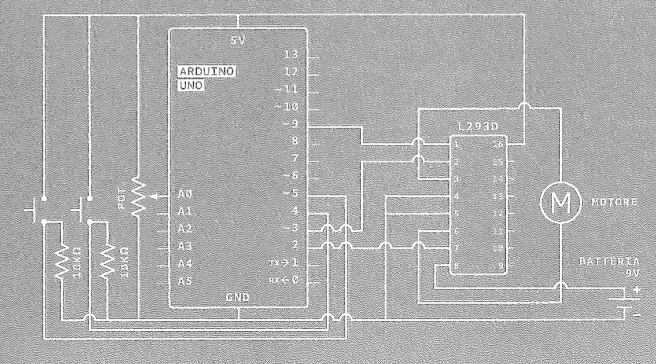 5V
ARDUINO
UNO
13
12
~11
~10
~9
8
7
~6
~5
4
~3
2
TX→1
RX←0
A0
A1
A2
A3
A4
A5
GND
POT
10KΩ
10KΩ
L293D
1
2
3
4
5
6
7
8
16
15
14
13
12
11
10
9
M
MOTORE
BATTERIA
9V
+
-